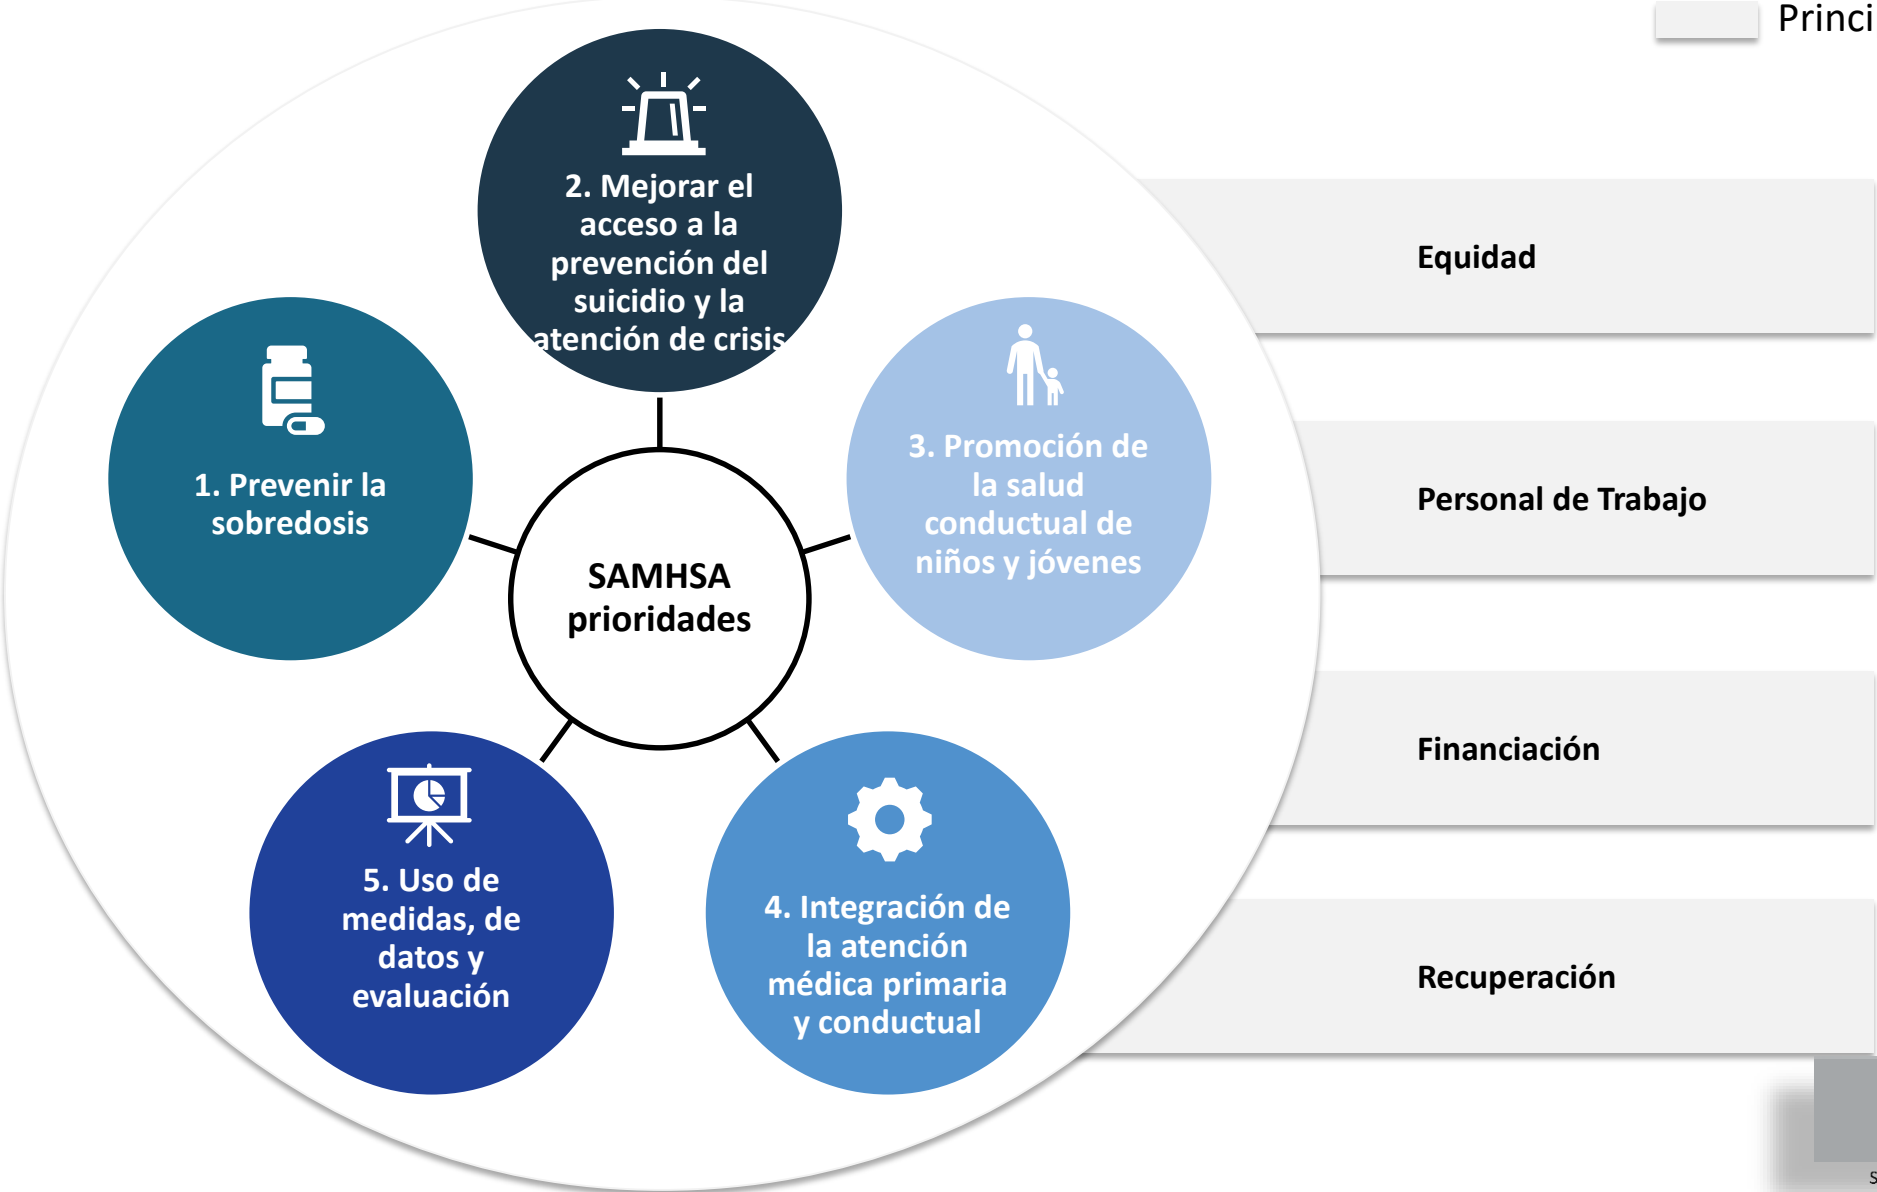 2. Mejorar el
acceso a la
prevención del
suicidio y la
atención de crisis
1. Prevenir la
sobredosis
3. Promoción de
la salud
conductual de
niños y jóvenes
SAMHSA
prioridades
5. Uso de
medidas, de
datos y
evaluación
4. Integración de
la atención
médica primaria
y conductual
Princi
Equidad
Personal de Trabajo
Financiación
Recuperación